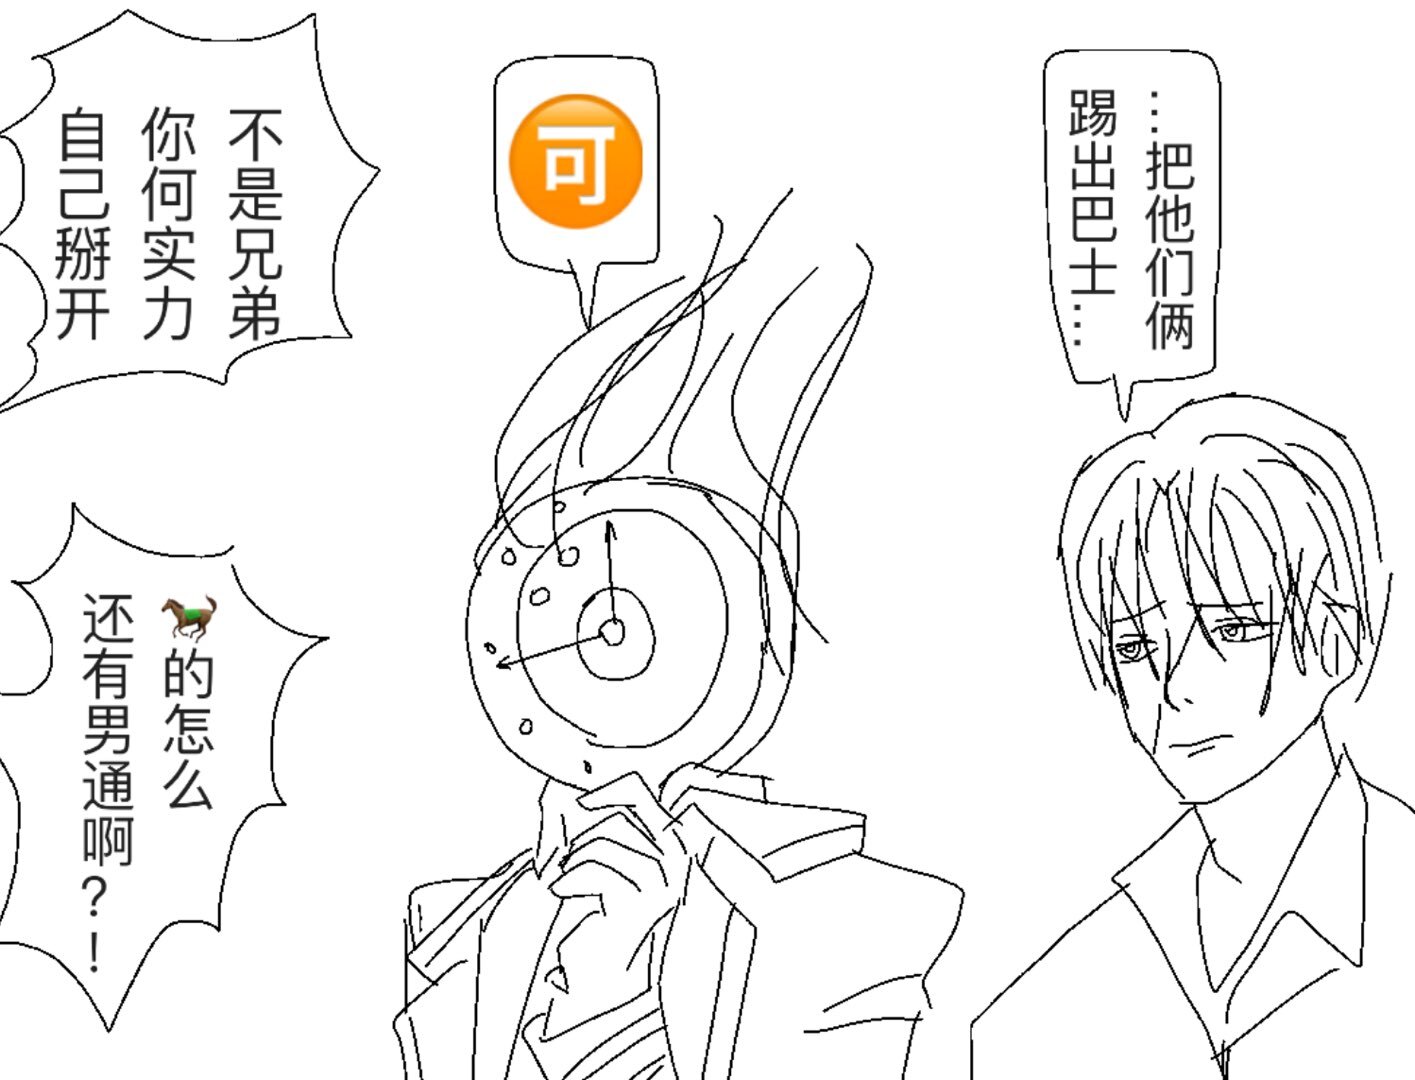 …把他们俩
踢出巴士…
🉑
不是兄弟
你何实力
自己掰开
🐎的怎么
还有男通啊？！